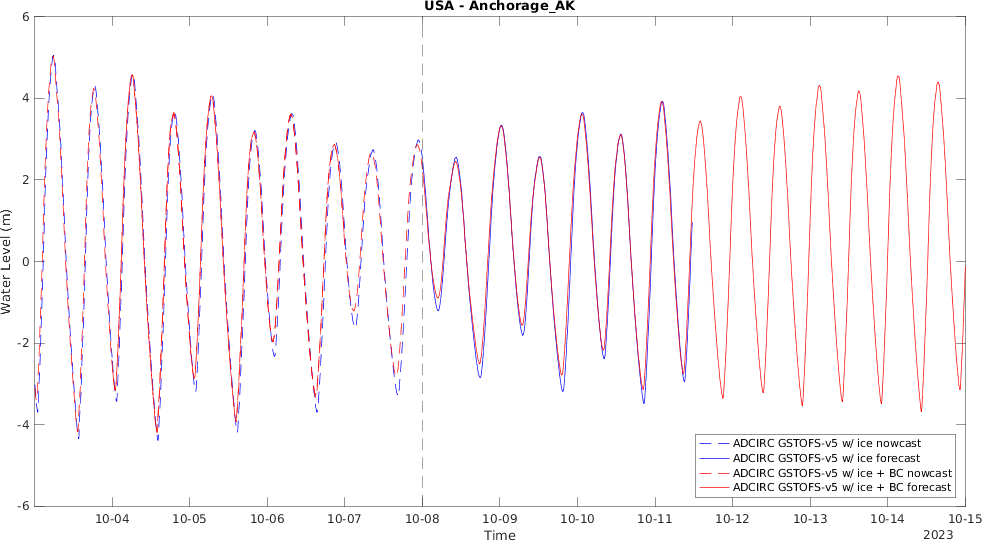 USA - Anchorage_AK
6
4
2
0
-2
-4
-6
Water Level (m)
ADCIRC GSTOFS-v5 w/ ice nowcast
ADCIRC GSTOFS-v5 w/ ice forecast
ADCIRC GSTOFS-v5 w/ ice + BC nowcast
ADCIRC GSTOFS-v5 w/ ice + BC forecast
10-04 10-05 10-06 10-07 10-08 10-09 10-10 10-11 10-12 10-13 10-14 10-15
Time
2023